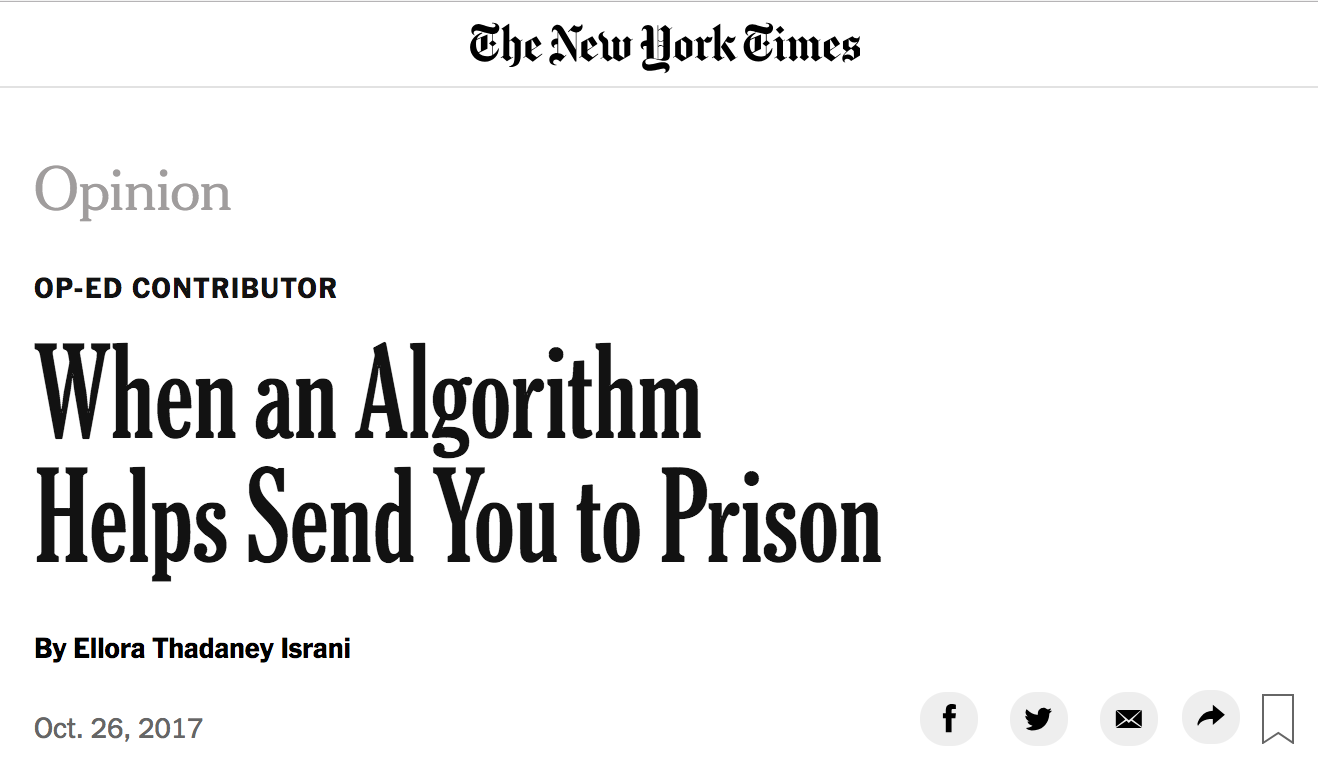 The New York Times
Opinion
OP-ED CONTRIBUTOR
When an Algorithm
Helps Send You to Prison
By Ellora Thadaney Israni
Oct. 26, 2017